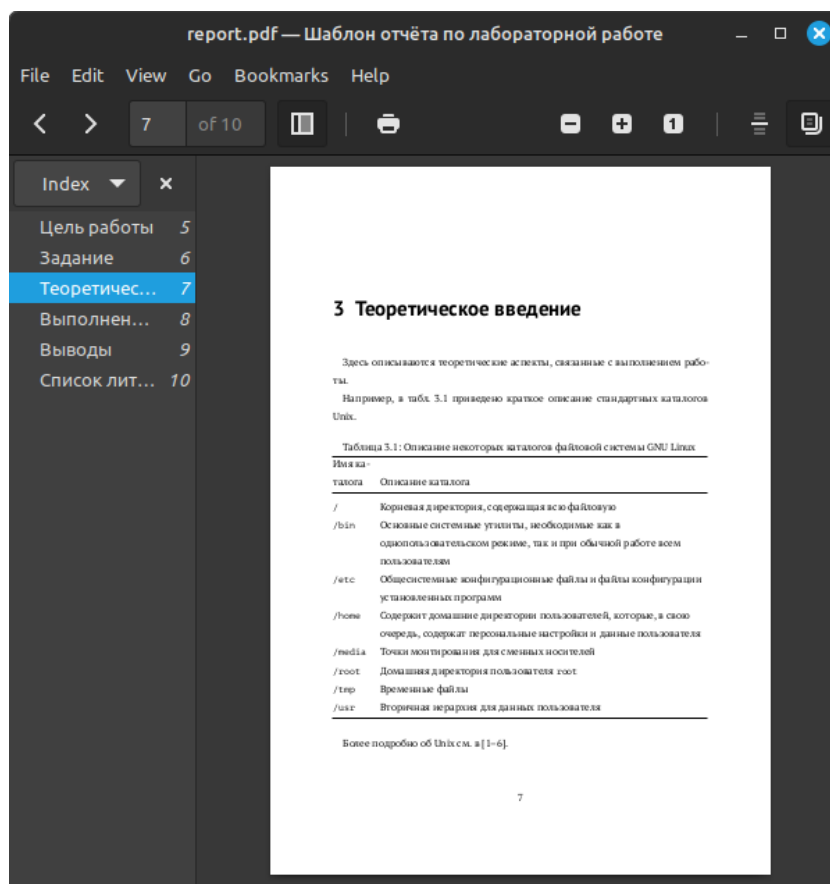 report.pdf — Шаблон отчёта по лабораторной работе
File Edit View Go Bookmarks Help
7 of 10
Index
Цель работы 5
Задание 6
Теоретичес... 7
Выполнен... 8
Выводы 9
Список лит... 10
3 Теоретическое введение
Здесь описываются теоретические аспекты, связанные с выполнением рабо-
ты.
Например, в табл. 3.1 приведено краткое описание стандартных каталогов
Unix.
Таблица 3.1: Описание некоторых каталогов файловой системы GNU Linux
Имя ка-
талога Описание каталога
/ Корневая директория, содержащая всю файловую
/bin Основные системные утилиты, необходимые как в
однопользовательском режиме, так и при обычной работе всем
пользователям
/etc Общесистемные конфигурационные файлы и файлы конфигурации
установленных программ
/home Содержит домашние директории пользователей, которые, в свою
очередь, содержат персональные настройки и данные пользователя
/media Точки монтирования для сменных носителей
/root Домашняя директория пользователя root
/tmp Временные файлы
/usr Вторичная иерархия для данных пользователя
Более подробно об Unix см. в [1–6].
7